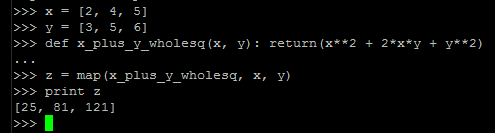 >>> x = [2, 4, 5]
>>> y = [3, 5, 6]
>>> def x_plus_y_wholesq(x, y): return(x**2 + 2*x*y + y**2)
...
>>> z = map(x_plus_y_wholesq, x, y)
>>> print z
[25, 81, 121]
>>>